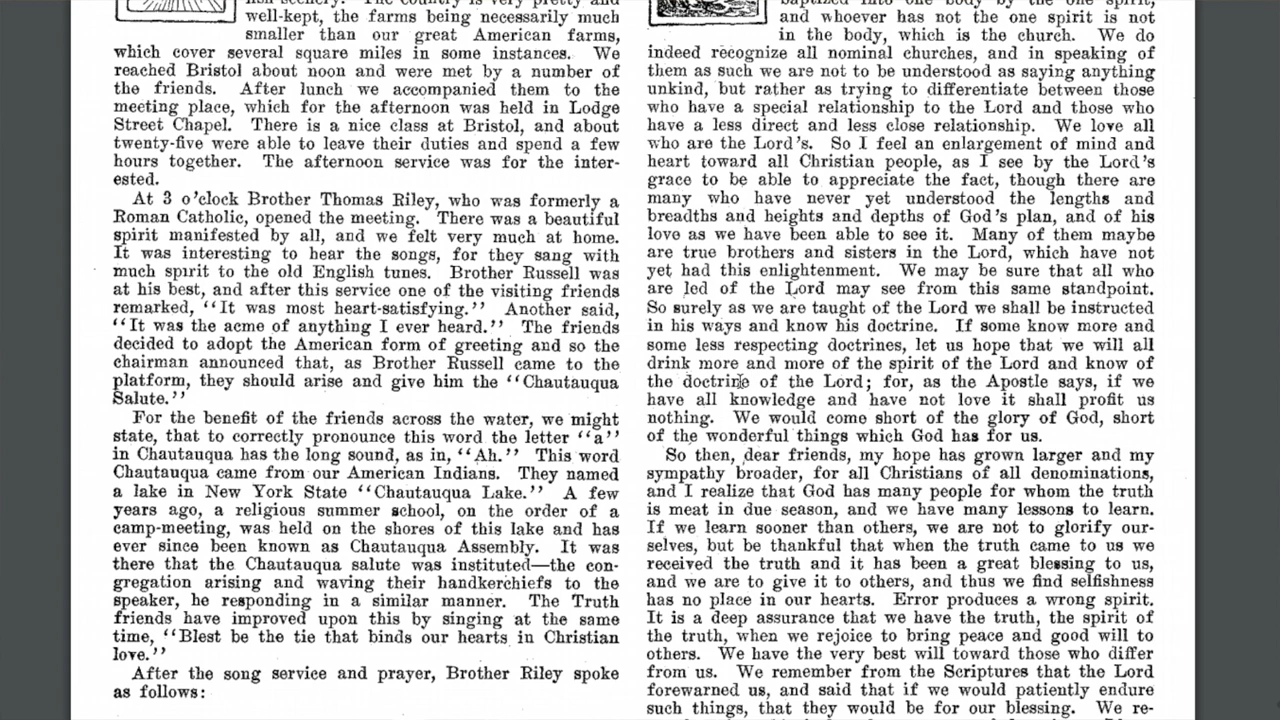 well-kept, the farms being necessarily much
smaller than our great American farms,
which cover several square miles in some instances. We
reached Bristol about noon and were met by a number of
the friends. After lunch we accompanied them to the
meeting place, which for the afternoon was held in Lodge
Street Chapel. There is a nice class at Bristol, and about
twenty-five were able to leave their duties and spend a few
hours together. The afternoon service was for the inter-
ested.
At 3 o'clock Brother Thomas Riley, who was formerly a
Roman Catholic, opened the meeting. There was a beautiful
spirit manifested by all, and we felt very much at home.
It was interesting to hear the songs, for they sang with
much spirit to the old English tunes. Brother Russell was
at his best, and after this service one of the visiting friends
remarked, "It was most heart-satisfying." Another said,
"It was the acme of anything I ever heard." The friends
decided to adopt the American form of greeting and so the
chairman announced that, as Brother Russell came to the
platform, they should arise and give him the "Chautauqua
Salute."
For the benefit of the friends across the water, we might
state, that to correctly pronounce this word the letter "a"
in Chautauqua has the long sound, as in, "Ah." This word
Chautauqua came from our American Indians. They named
a lake in New York State "Chautauqua Lake." A few
years ago, a religious summer school, on the order of a
camp-meeting, was held on the shores of this lake and has
ever since been known as Chautauqua Assembly. It was
there that the Chautauqua salute was instituted—the con-
gregation arising and waving their handkerchiefs to the
speaker, he responding in a similar manner. The Truth
friends have improved upon this by singing at the same
time, "Blest be the tie that binds our hearts in Christian
love."
After the song service and prayer, Brother Riley spoke
as follows:
baptized into one body by the one spirit,
and whoever has not the one spirit is not
in the body, which is the church. We do
indeed recognize all nominal churches, and in speaking of
them as such we are not to be understood as saying anything
unkind, but rather as trying to differentiate between those
who have a special relationship to the Lord and those who
have a less direct and less close relationship. We love all
who are the Lord's. So I feel an enlargement of mind and
heart toward all Christian people, as I see by the Lord's
grace to be able to appreciate the fact, though there are
many who have never yet understood the lengths and
breadths and heights and depths of God's plan, and of his
love as we have been able to see it. Many of them maybe
are true brothers and sisters in the Lord, which have not
yet had this enlightenment. We may be sure that all who
are led of the Lord may see from this same standpoint.
So surely as we are taught of the Lord we shall be instructed
in his ways and know his doctrine. If some know more and
some less respecting doctrines, let us hope that we will all
drink more and more of the spirit of the Lord and know of
the doctrine of the Lord; for, as the Apostle says, if we
have all knowledge and have not love it shall profit us
nothing. We would come short of the glory of God, short
of the wonderful things which God has for us.
So then, dear friends, my hope has grown larger and my
sympathy broader, for all Christians of all denominations,
and I realize that God has many people for whom the truth
is meat in due season, and we have many lessons to learn.
If we learn sooner than others, we are not to glorify our-
selves, but be thankful that when the truth came to us we
received the truth and it has been a great blessing to us,
and we are to give it to others, and thus we find selfishness
has no place in our hearts. Error produces a wrong spirit.
It is a deep assurance that we have the truth, the spirit of
the truth, when we rejoice to bring peace and good will to
others. We have the very best will toward those who differ
from us. We remember from the Scriptures that the Lord
forewarned us, and said that if we would patiently endure
such things, that they would be for our blessing. We re-